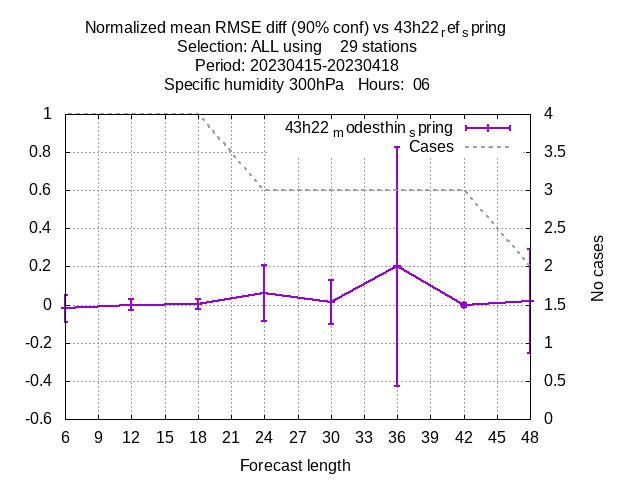 Normalized mean RMSE diff (90% conf) vs 43h22refspring
Selection: ALL using    29 stations
Period: 20230415-20230418
Specific humidity 300hPa   Hours:  06
43h22modesthinspring
Cases
1
0.8
0.6
0.4
0.2
0
-0.2
-0.4
-0.6
4
3.5
3
2.5
2
1.5
1
0.5
0
No cases
6 9 12 15 18 21 24 27 30 33 36 39 42 45 48
Forecast length